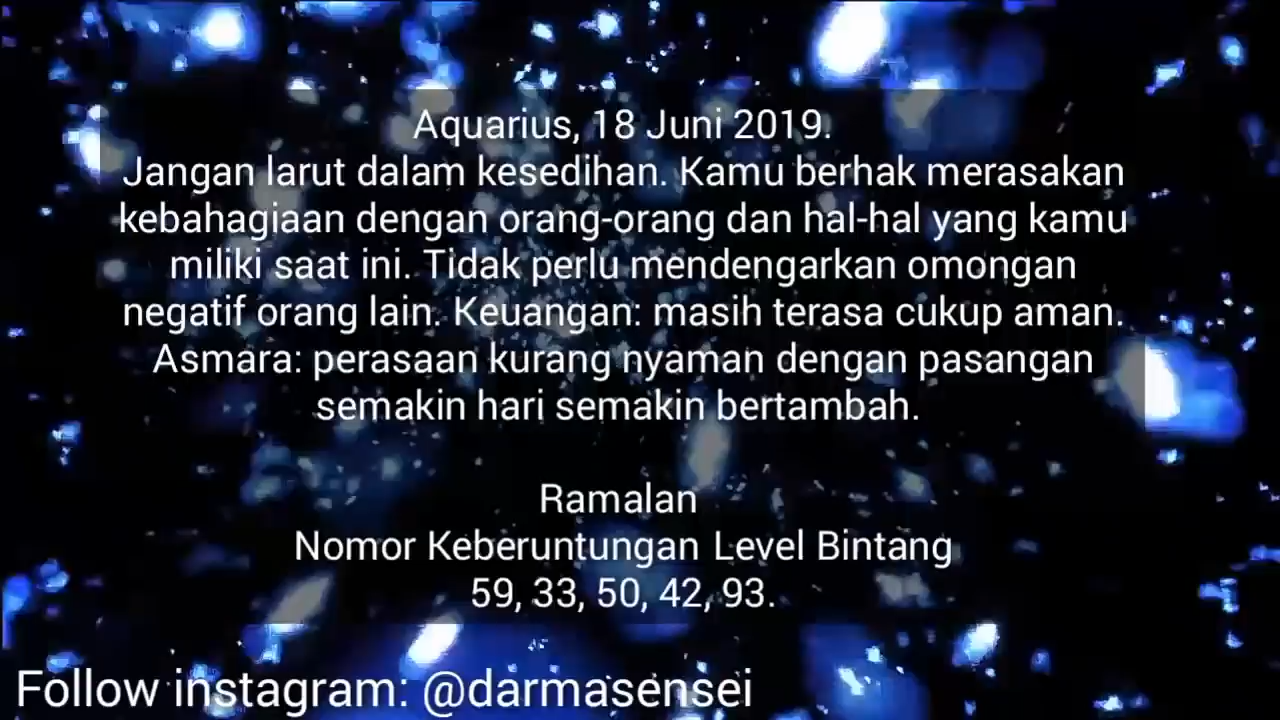 Aquarius, 18 Juni 2019.
Jangan larut dalam kesedihan. Kamu berhak merasakan
kebahagiaan dengan orang-orang dan hal-hal yang kamu
miliki saat ini. Tidak perlu mendengarkan omongan
negatif orang lain. Keuangan: masih terasa cukup aman.
Asmara: perasaan kurang nyaman dengan pasangan
semakin hari semakin bertambah.
Ramalan
Nomor Keberuntungan Level Bintang
59, 33, 50, 42, 93.
Follow instagram: @darmasensei